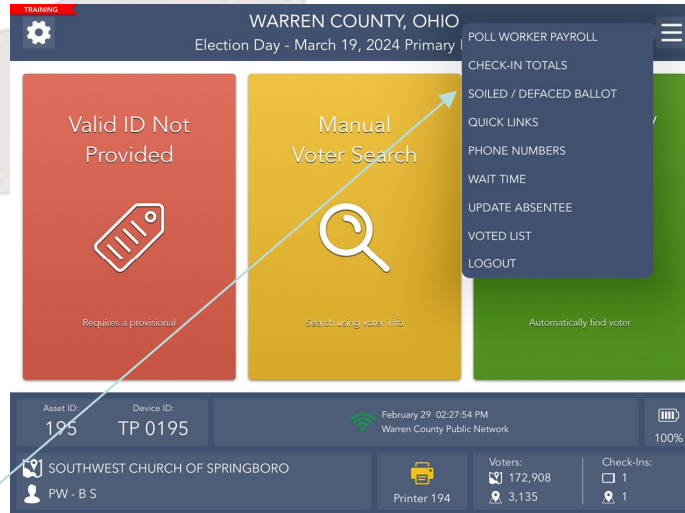 TRAINING
WARREN COUNTY, OHIO
Election Day - March 19, 2024 Primary
POLL WORKER PAYROLL
CHECK-IN TOTALS
SOILED / DEFACED BALLOT
QUICK LINKS
PHONE NUMBERS
WAIT TIME
UPDATE ABSENTEE
VOTED LIST
LOGOUT
Valid ID Not
Provided
Requires a provisional
Manual
Voter Search
Search using voter info
Automatically find voter
Asset ID: Device ID:
195 TP 0195
February 29 02:27:54 PM
Warren County Public Network
100%
SOUTHWEST CHURCH OF SPRINGBORO
PW - B S
Printer 194
Voters: Check-Ins:
172,908 1
3,135 1